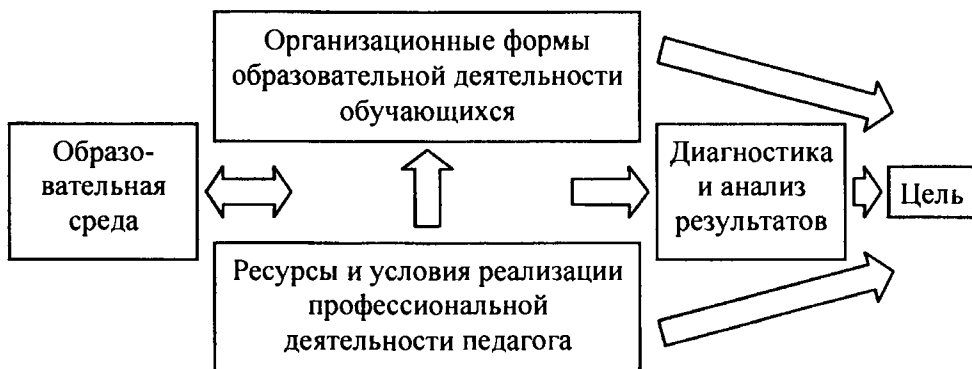 Организационные формы
образовательной деятельности
обучающихся
Образо-
вательная
среда
Диагностика
и анализ
результатов
Цель
Ресурсы и условия реализации
профессиональной
деятельности педагога